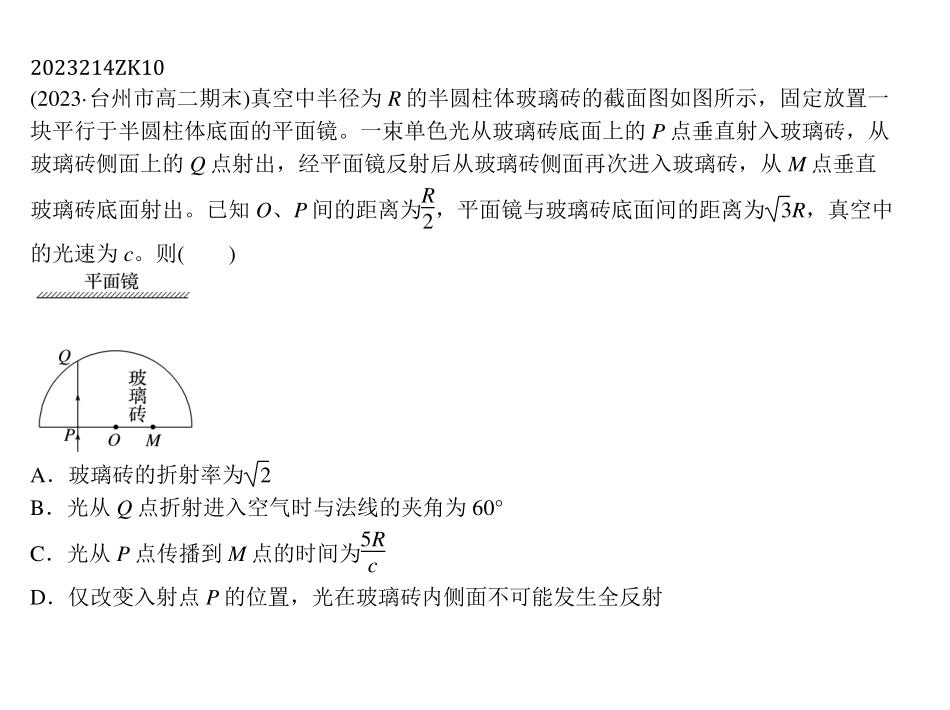 2023214ZK10
(2023·台州市高二期末)真空中半径为 R 的半圆柱体玻璃砖的截面图如图所示，固定放置一
块平行于半圆柱体底面的平面镜。一束单色光从玻璃砖底面上的 P 点垂直射入玻璃砖，从
玻璃砖侧面上的 Q 点射出，经平面镜反射后从玻璃砖侧面再次进入玻璃砖，从 M 点垂直
玻璃砖底面射出。已知 O、P 间的距离为R/2，平面镜与玻璃砖底面间的距离为√3R，真空中
的光速为 c。则(　　)
平面镜
Q
玻
璃
砖
P
O
M
A．玻璃砖的折射率为√2
B．光从 Q 点折射进入空气时与法线的夹角为 60°
C．光从 P 点传播到 M 点的时间为5R/c
D．仅改变入射点 P 的位置，光在玻璃砖内侧面不可能发生全反射